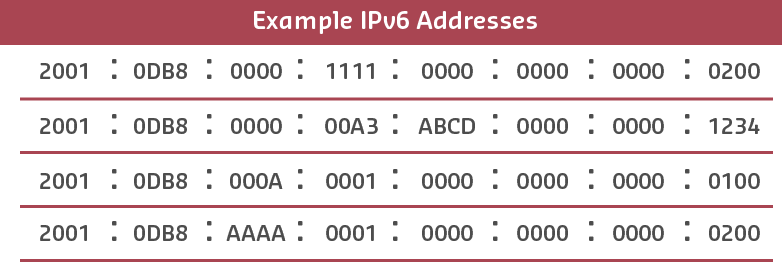 Example IPv6 Addresses
2001 : 0DB8 : 0000 : 1111 : 0000 : 0000 : 0000 : 0200
2001 : 0DB8 : 0000 : 00A3 : ABCD : 0000 : 0000 : 1234
2001 : 0DB8 : 000A : 0001 : 0000 : 0000 : 0000 : 0100
2001 : 0DB8 : AAAA : 0001 : 0000 : 0000 : 0000 : 0200